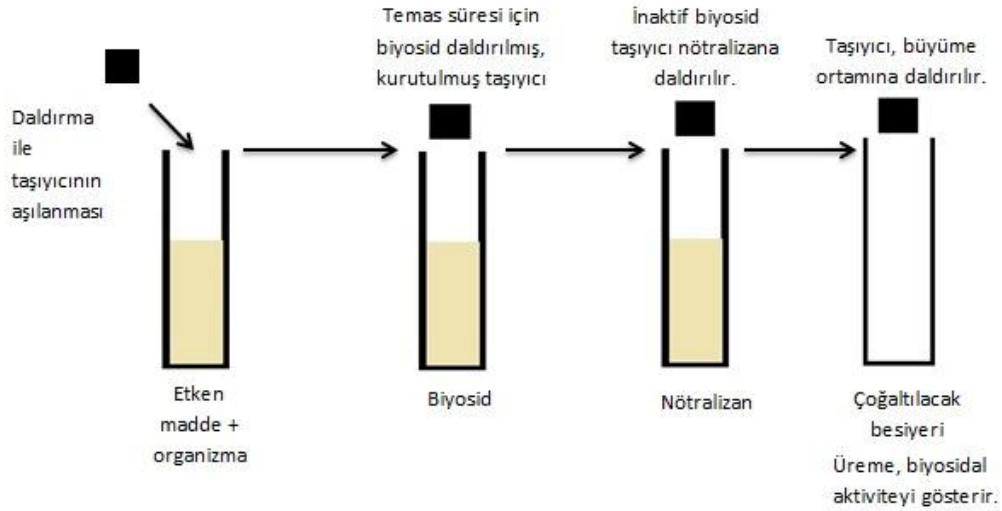 Daldırma
ile
taşıyıcının
aşılanması
Temas süresi için
biyosid daldırılmış,
kurutulmuş taşıyıcı
İnaktif biyosid
taşıyıcı nötralizana
daldırılır.
Taşıyıcı, büyüme
ortamına daldırılır.
Etken
madde +
organizma
Biyosid
Nötralizan
Çoğaltılacak
besiyeri
Üreme, biyosidal
aktiviteyi gösterir.